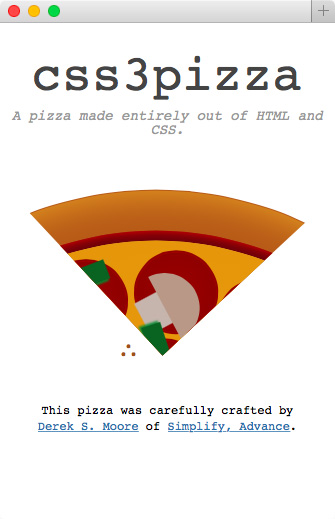 css3pizza
A pizza made entirely out of HTML and
CSS.
This pizza was carefully crafted by
Derek S. Moore of Simplify, Advance.